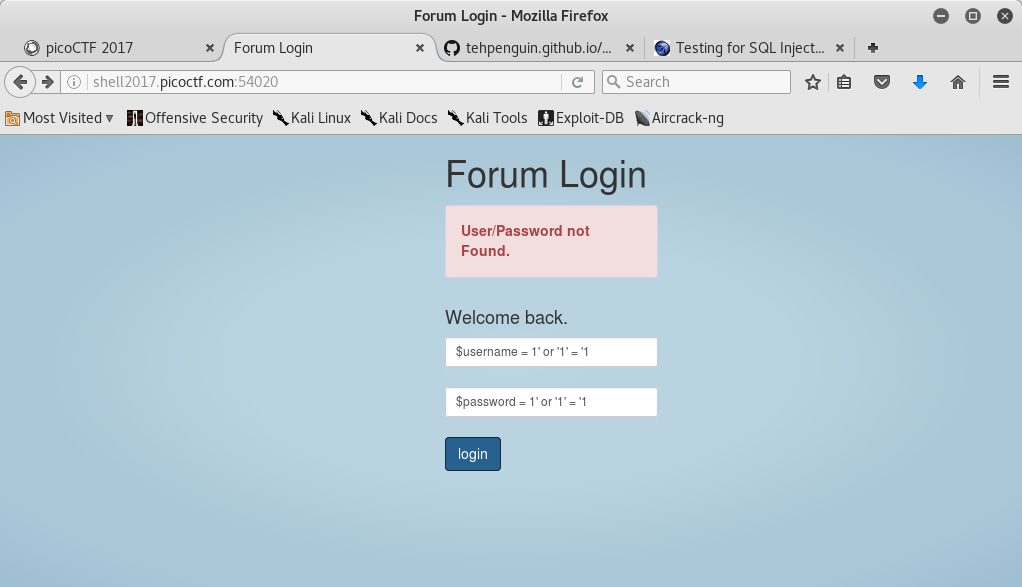 Forum Login - Mozilla Firefox
picoCTF 2017
Forum Login
tehpenguin.github.io/...
Testing for SQL Inject...
shell2017.picoctf.com:54020
Search
Most Visited
Offensive Security
Kali Linux
Kali Docs
Kali Tools
Exploit-DB
Aircrack-ng
Forum Login
User/Password not
Found.
Welcome back.
$username = 1' or '1' = '1
$password = 1' or '1' = '1
login